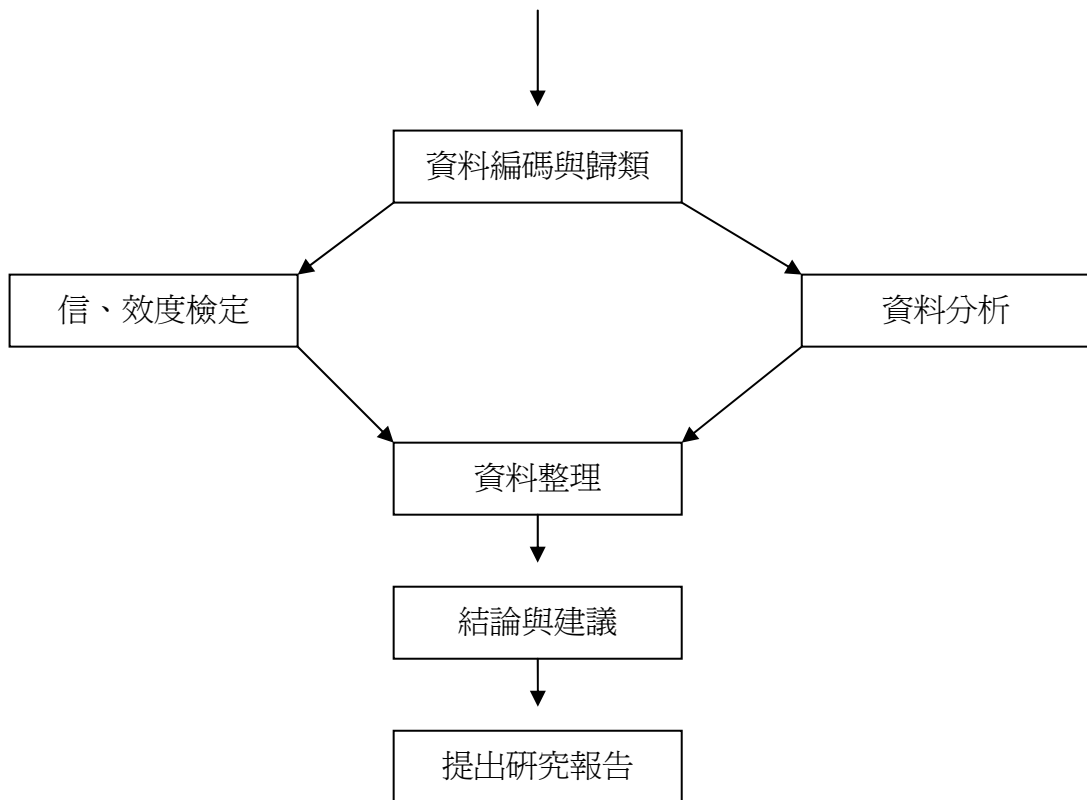 資料編碼與歸類
信、效度檢定
資料分析
資料整理
結論與建議
提出研究報告